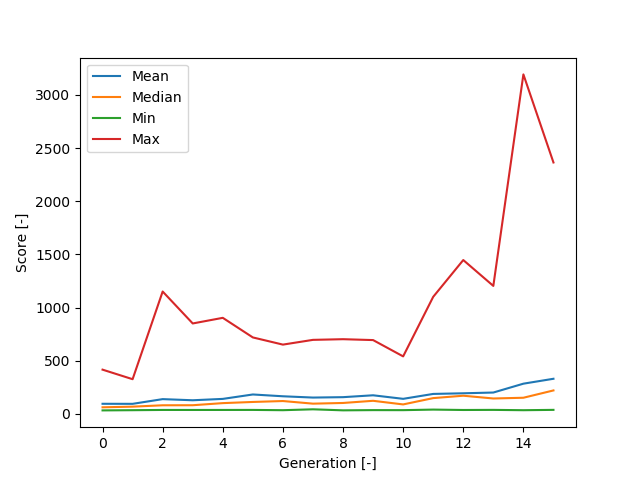 Mean
Median
Min
Max
3000
2500
2000
1500
1000
500
0
Score [-]
0 2 4 6 8 10 12 14
Generation [-]